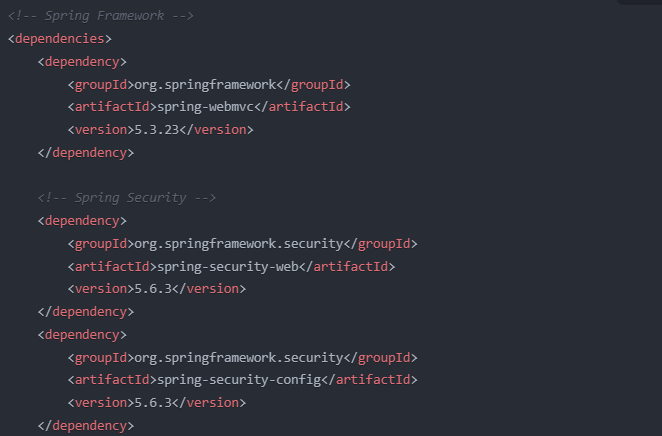 <!-- Spring Framework -->
<dependencies>
    <dependency>
        <groupId>org.springframework</groupId>
        <artifactId>spring-webmvc</artifactId>
        <version>5.3.23</version>
    </dependency>

    <!-- Spring Security -->
    <dependency>
        <groupId>org.springframework.security</groupId>
        <artifactId>spring-security-web</artifactId>
        <version>5.6.3</version>
    </dependency>
    <dependency>
        <groupId>org.springframework.security</groupId>
        <artifactId>spring-security-config</artifactId>
        <version>5.6.3</version>
    </dependency>